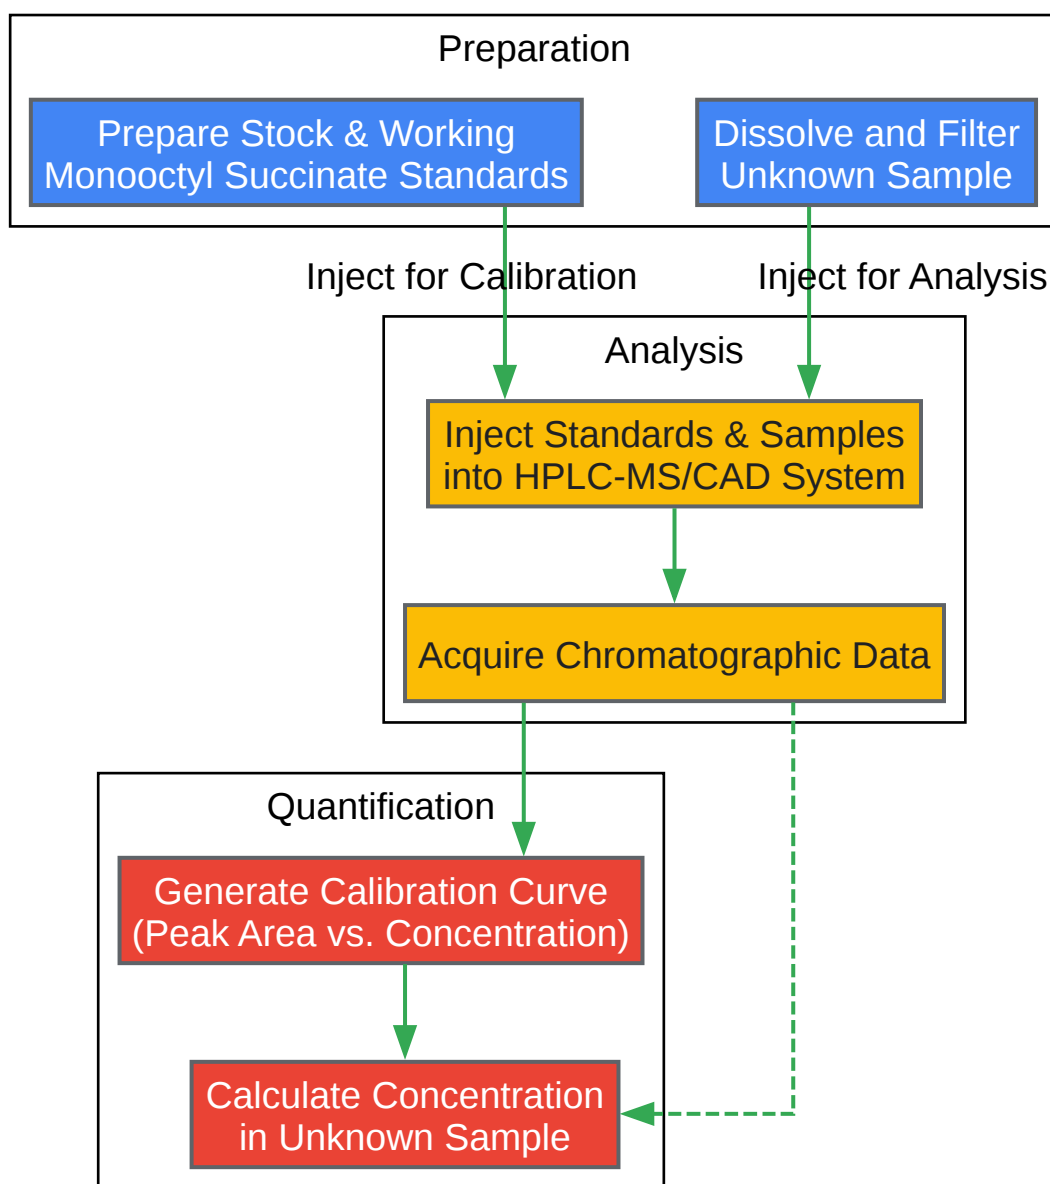 Preparation
Prepare Stock & Working
Monooctyl Succinate Standards
Dissolve and Filter
Unknown Sample
Inject for Calibration
Inject for Analysis
Analysis
Inject Standards & Samples
into HPLC-MS/CAD System
Acquire Chromatographic Data
Quantification
Generate Calibration Curve
(Peak Area vs. Concentration)
Calculate Concentration
in Unknown Sample